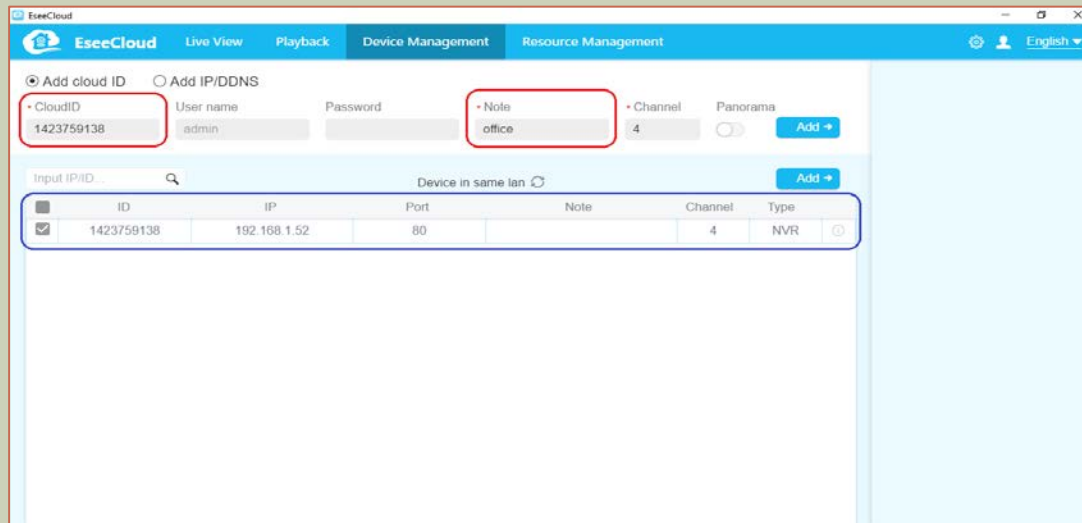 EseeCloud
EseeCloud Live View Playback Device Management Resource Management English
Add cloud ID Add IP/DDNS
• CloudID User name Password • Note • Channel Panorama
1423759138 admin office 4 Add
Input IP/ID... Device in same lan Add
ID IP Port Note Channel Type
1423759138 192.168.1.52 80 4 NVR